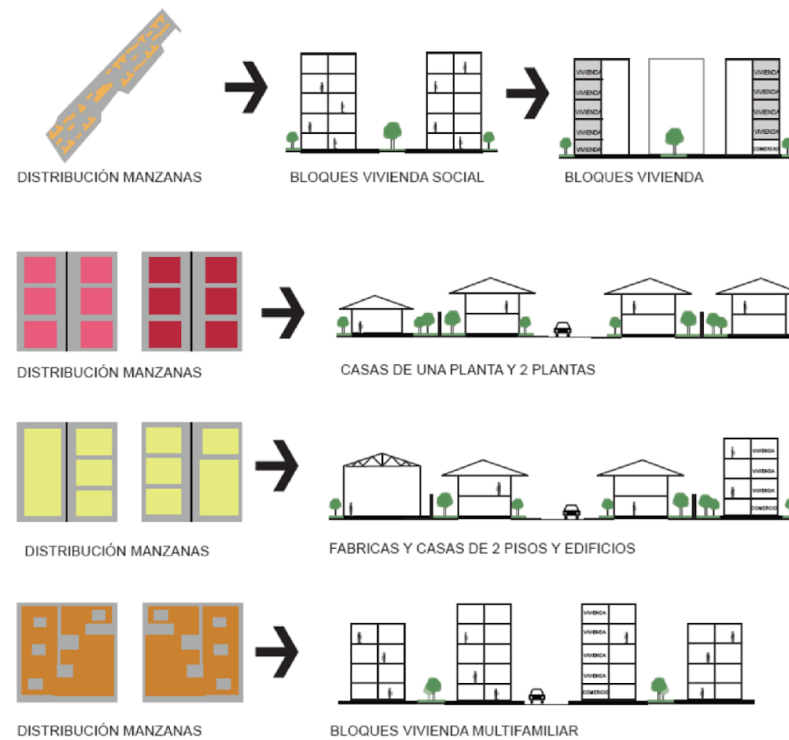 VIVIENDA VIVIENDA
VIVIENDA VIVIENDA
VIVIENDA VIVIENDA
VIVIENDA VIVIENDA
VIVIENDA COMERCIO
DISTRIBUCIÓN MANZANAS
BLOQUES VIVIENDA SOCIAL
BLOQUES VIVIENDA
DISTRIBUCIÓN MANZANAS
CASAS DE UNA PLANTA Y 2 PLANTAS
VIVIENDA
VIVIENDA
VIVIENDA
COMERCIO
DISTRIBUCIÓN MANZANAS
FABRICAS Y CASAS DE 2 PISOS Y EDIFICIOS
VIVIENDA
VIVIENDA
VIVIENDA
VIVIENDA
COMERCIO
DISTRIBUCIÓN MANZANAS
BLOQUES VIVIENDA MULTIFAMILIAR